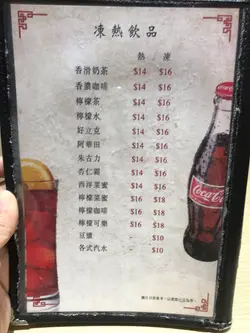 凍熱飲品
熱 凍
香滑奶茶 $14 $16
香濃咖啡 $14 $16
檸檬茶 $14 $16
檸檬水 $14 $16
好立克 $14 $16
阿華田 $14 $16
朱古力 $14 $16
杏仁霜 $14 $16
西洋菜蜜 $14 $16
檸檬菜蜜 $16 $18
檸檬咖啡 $16 $18
檸檬可樂 $16 $18
豆漿 - $10
各式汽水 - $10
Coca-Cola